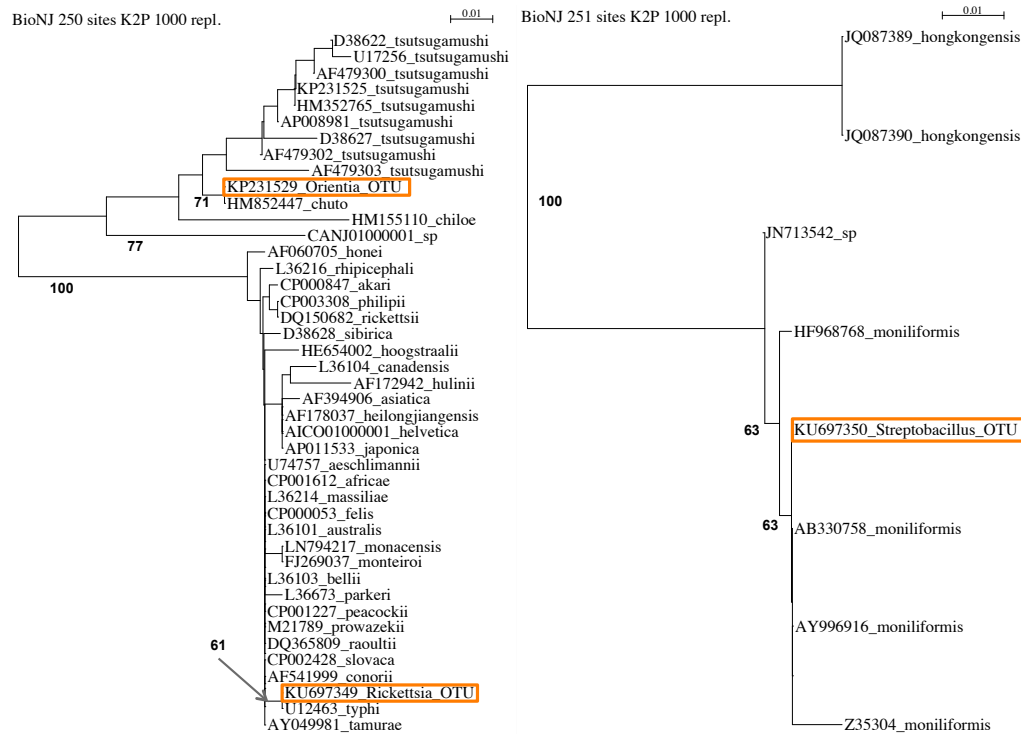 BioNJ 250 sites K2P 1000 repl.
0.01
D38622_tsutsugamushi
U17256_tsutsugamushi
AF479300_tsutsugamushi
KP231525_tsutsugamushi
HM352765_tsutsugamushi
AP008981_tsutsugamushi
D38627_tsutsugamushi
AF479302_tsutsugamushi
AF479303_tsutsugamushi
KP231529_Orientia_OTU
71
HM852447_chuto
HM155110_chiloe
CANJ01000001_sp
77
AF060705_honei
L36216_rhipicephali
100
CP000847_akari
CP003308_philipii
DQ150682_rickettsii
D38628_sibirica
HE654002_hoogstraalii
L36104_canadensis
AF172942_hulinii
AF394906_asiatica
AF178037_heilongjiangensis
AICO01000001_helvetica
AP011533_japonica
U74757_aeschlimannii
CP001612_africae
L36214_massiliae
CP000053_felis
L36101_australis
LN794217_monacensis
FJ269037_monteiroi
L36103_bellii
L36673_parkeri
CP001227_peacockii
M21789_prowazekii
DQ365809_raoultii
61
CP002428_slovaca
AF541999_conorii
KU697349_Rickettsia_OTU
U12463_typhi
AY049981_tamurae
BioNJ 251 sites K2P 1000 repl.
0.01
JQ087389_hongkongensis
JQ087390_hongkongensis
100
JN713542_sp
HF968768_moniliformis
63
KU697350_Streptobacillus_OTU
63
AB330758_moniliformis
AY996916_moniliformis
Z35304_moniliformis